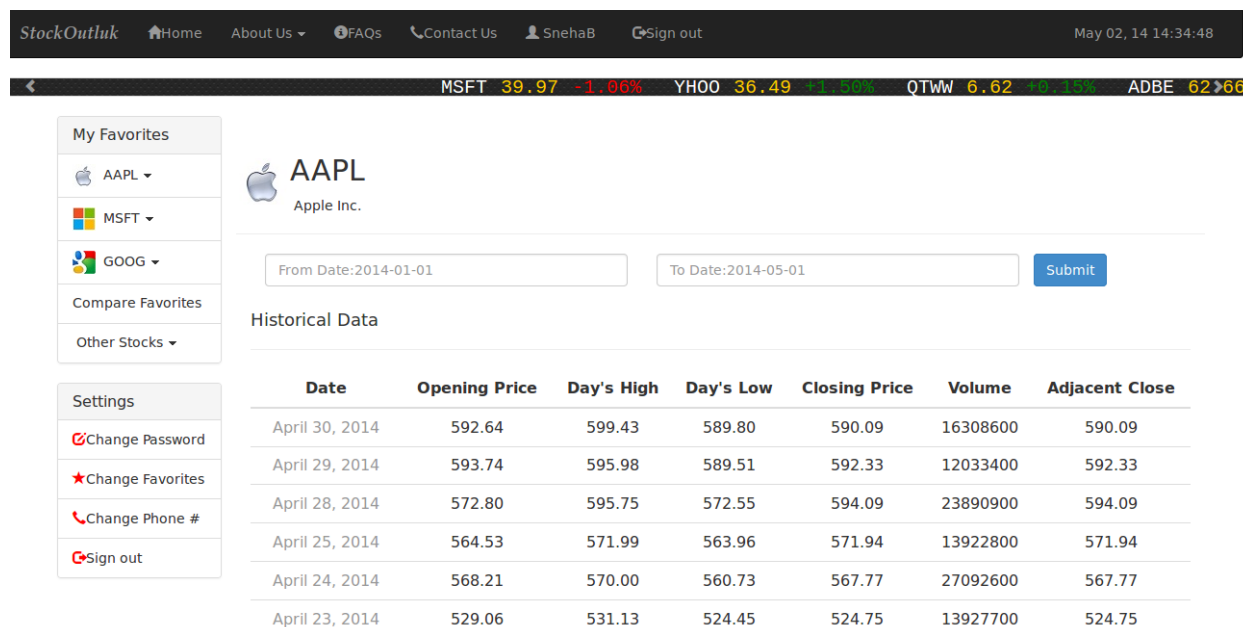 StockOutluk Home About Us FAQs Contact Us SnehaB Sign out May 02, 14 14:34:48
MSFT 39.97 -1.06% YHOO 36.49 +1.50% QTWW 6.62 +0.15% ADBE
My Favorites
AAPL
MSFT
GOOG
Compare Favorites
Other Stocks
Settings
Change Password
Change Favorites
Change Phone #
Sign out
AAPL
Apple Inc.
From Date:2014-01-01 To Date:2014-05-01 Submit
Historical Data
Date Opening Price Day's High Day's Low Closing Price Volume Adjacent Close
April 30, 2014 592.64 599.43 589.80 590.09 16308600 590.09
April 29, 2014 593.74 595.98 589.51 592.33 12033400 592.33
April 28, 2014 572.80 595.75 572.55 594.09 23890900 594.09
April 25, 2014 564.53 571.99 563.96 571.94 13922800 571.94
April 24, 2014 568.21 570.00 560.73 567.77 27092600 567.77
April 23, 2014 529.06 531.13 524.45 524.75 13927700 524.75